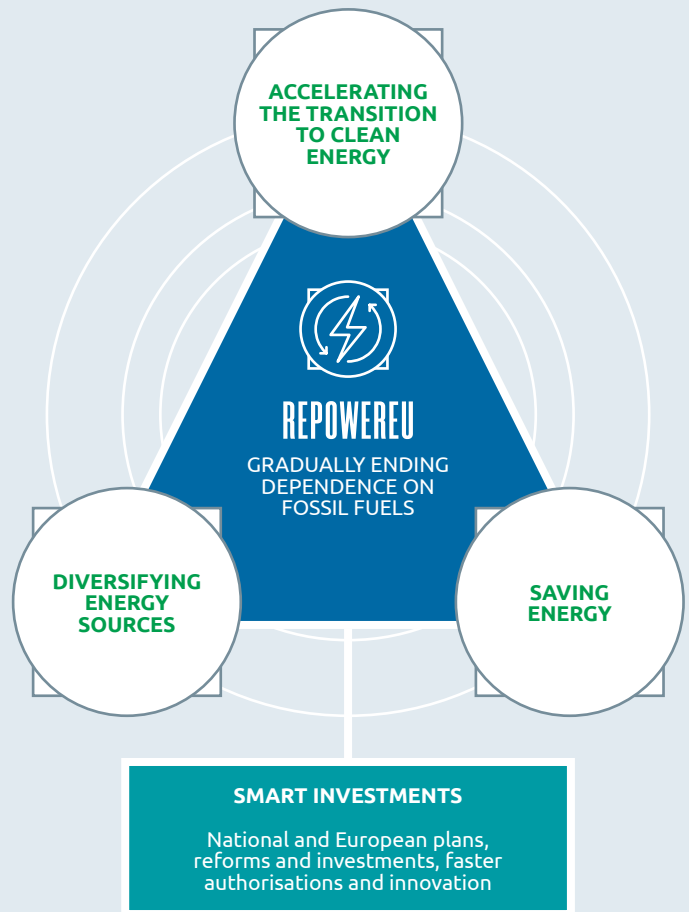 ACCELERATING
THE TRANSITION
TO CLEAN
ENERGY
REPOWEREU
GRADUALLY ENDING
DEPENDENCE ON
FOSSIL FUELS
DIVERSIFYING
ENERGY
SOURCES
SAVING
ENERGY
SMART INVESTMENTS
National and European plans,
reforms and investments, faster
authorisations and innovation